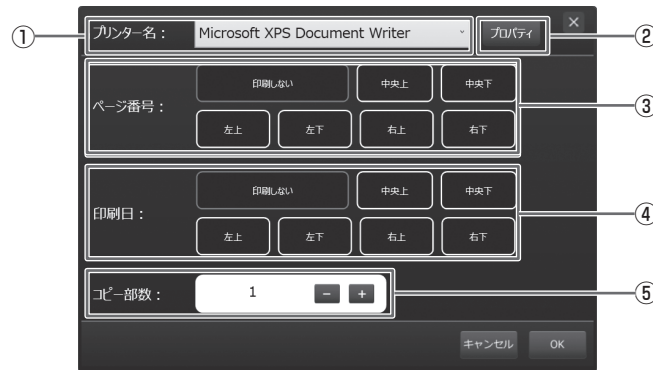 ① プリンター名： Microsoft XPS Document Writer プロパティ ②
ページ番号： 印刷しない 中央上 中央下 ③
左上 左下 右上 右下
印刷日： 印刷しない 中央上 中央下 ④
左上 左下 右上 右下
コピー部数： 1 － ＋ ⑤
キャンセル OK